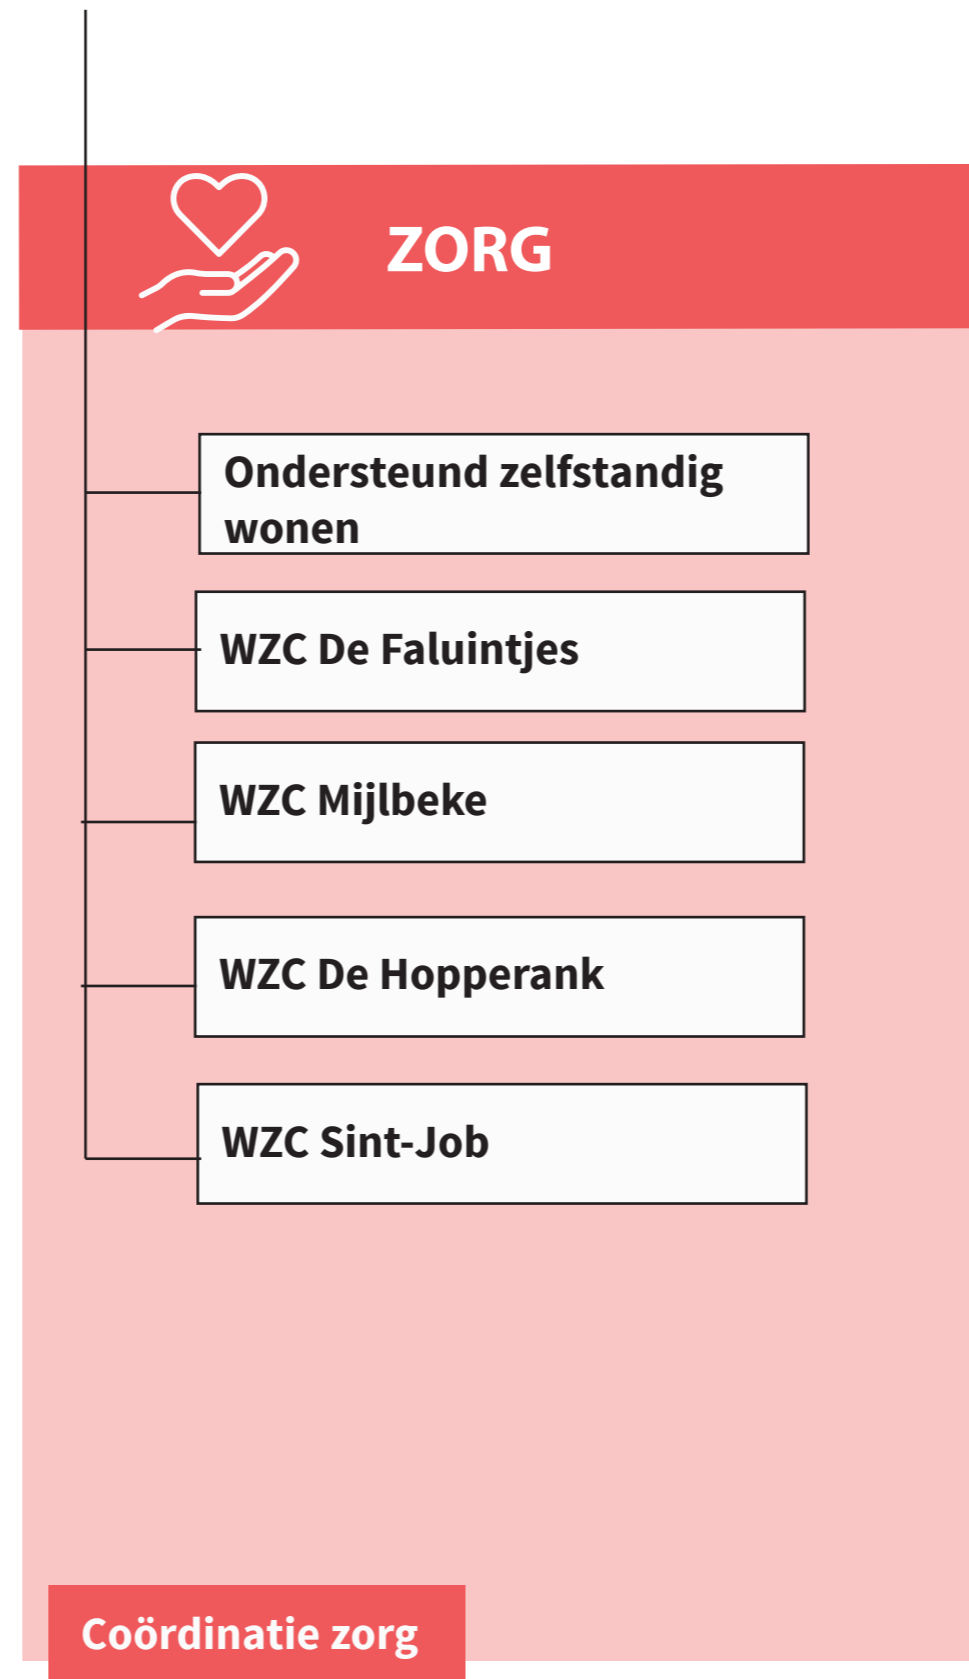 ZORG
Ondersteund zelfstandig
wonen
WZC De Faluintjes
WZC Mijlbeke
WZC De Hopperank
WZC Sint-Job
Coördinatie zorg